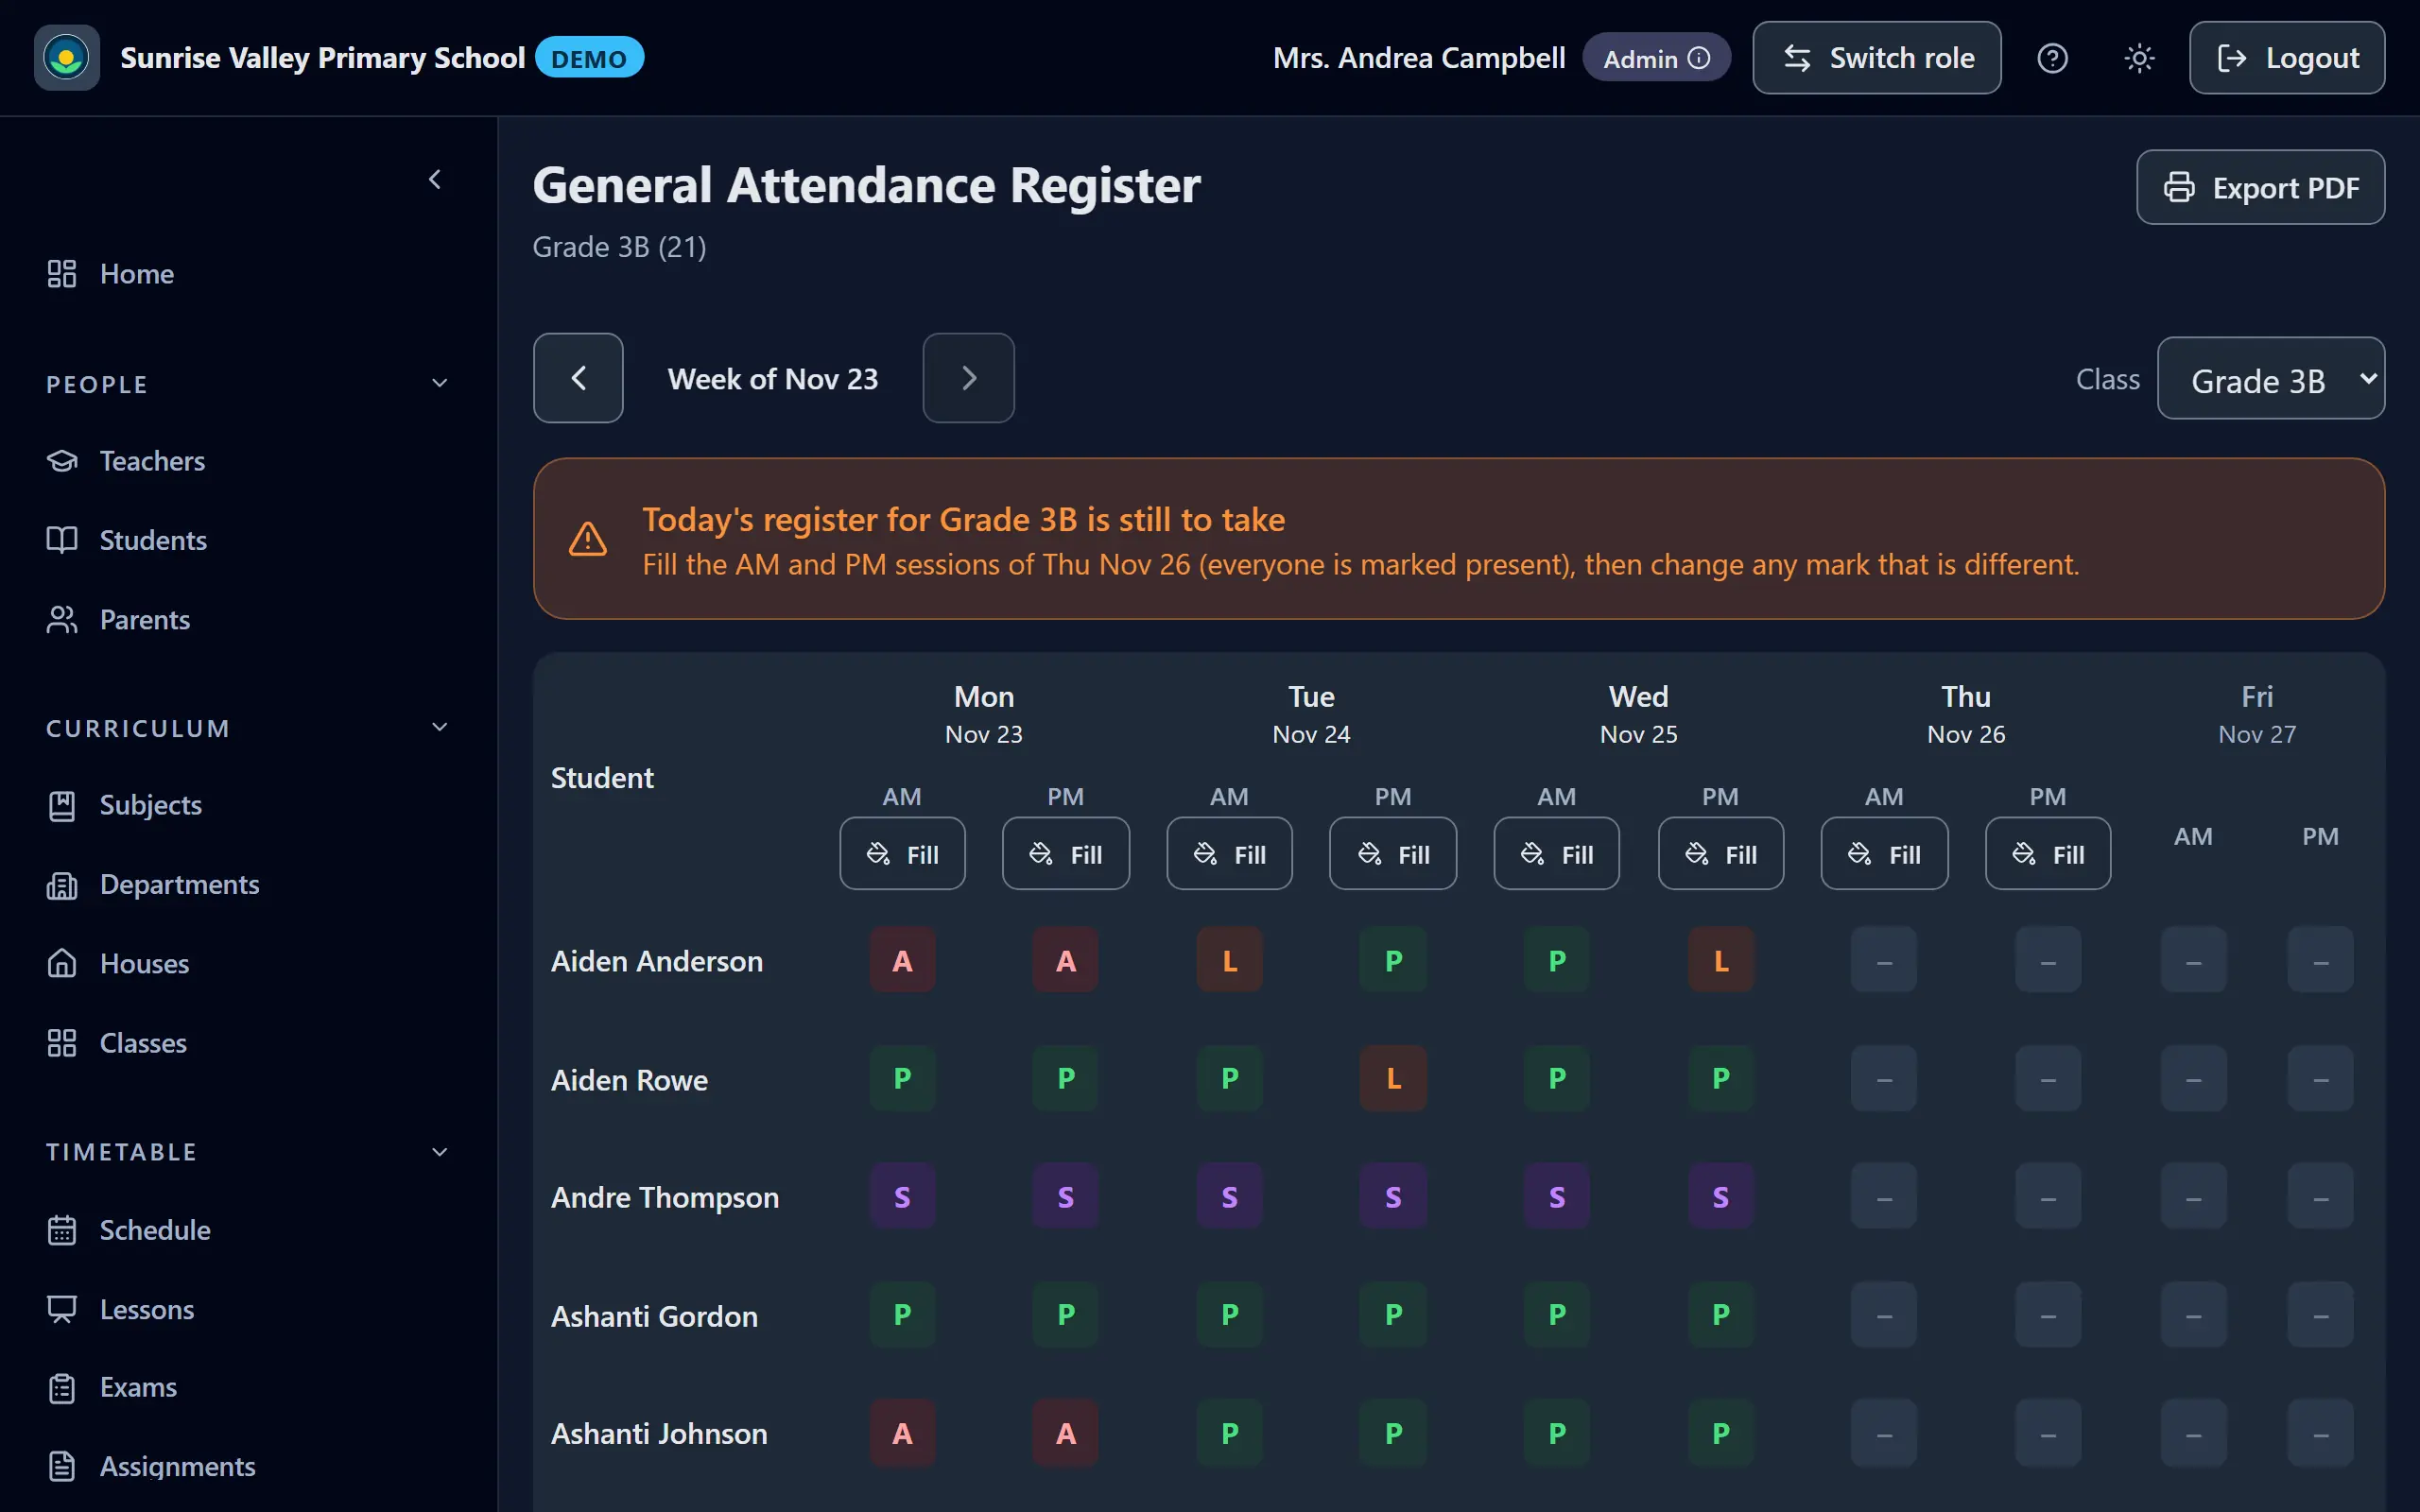 Sunrise Valley Primary School DEMO
Mrs. Andrea Campbell Admin Switch role Logout
Home
PEOPLE
Teachers
Students
Parents
CURRICULUM
Subjects
Departments
Houses
Classes
TIMETABLE
Schedule
Lessons
Exams
Assignments
General Attendance Register
Export PDF
Grade 3B (21)
Week of Nov 23
Class Grade 3B
Today's register for Grade 3B is still to take
Fill the AM and PM sessions of Thu Nov 26 (everyone is marked present), then change any mark that is different.
Mon Tue Wed Thu Fri
Nov 23 Nov 24 Nov 25 Nov 26 Nov 27
Student
AM PM AM PM AM PM AM PM AM PM
Fill Fill Fill Fill Fill Fill Fill Fill
Aiden Anderson A A L P P L – – – –
Aiden Rowe P P P L P P – – – –
Andre Thompson S S S S S S – – – –
Ashanti Gordon P P P P P P – – – –
Ashanti Johnson A A P P P P – – – –